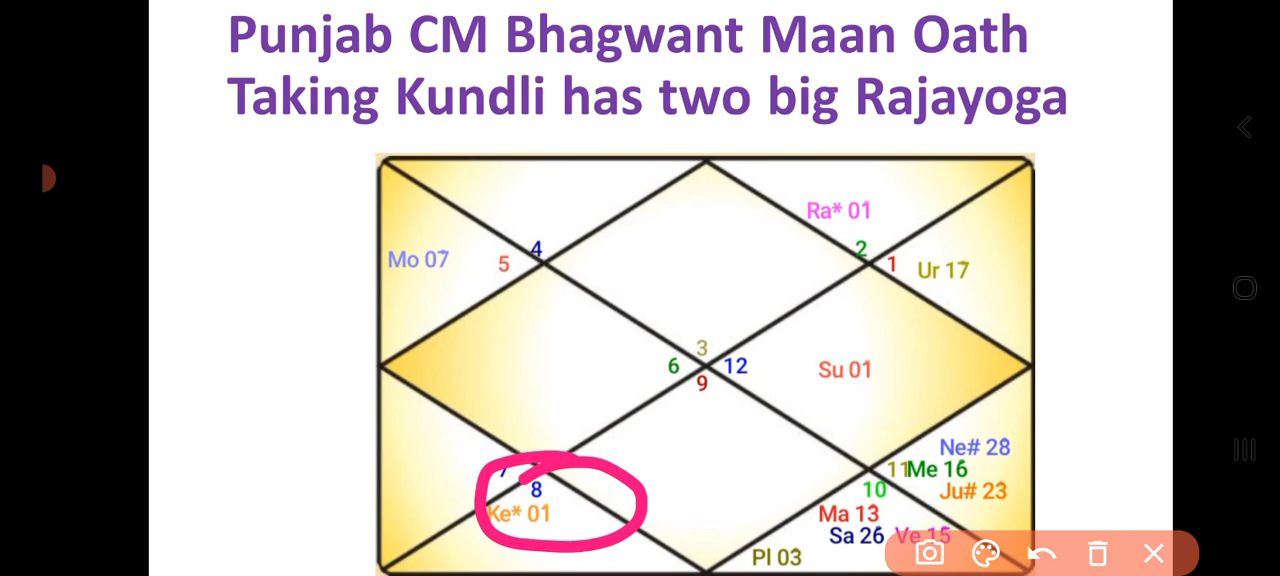 Punjab CM Bhagwant Maan Oath
Taking Kundli has two big Rajayoga
Ra* 01
4
2
Mo 07
5
1
Ur 17
3
6
12
Su 01
9
Ne# 28
7
11
Me 16
8
10
Ju# 23
Ke* 01
Ma 13
Sa 26
Ve 15
Pl 03